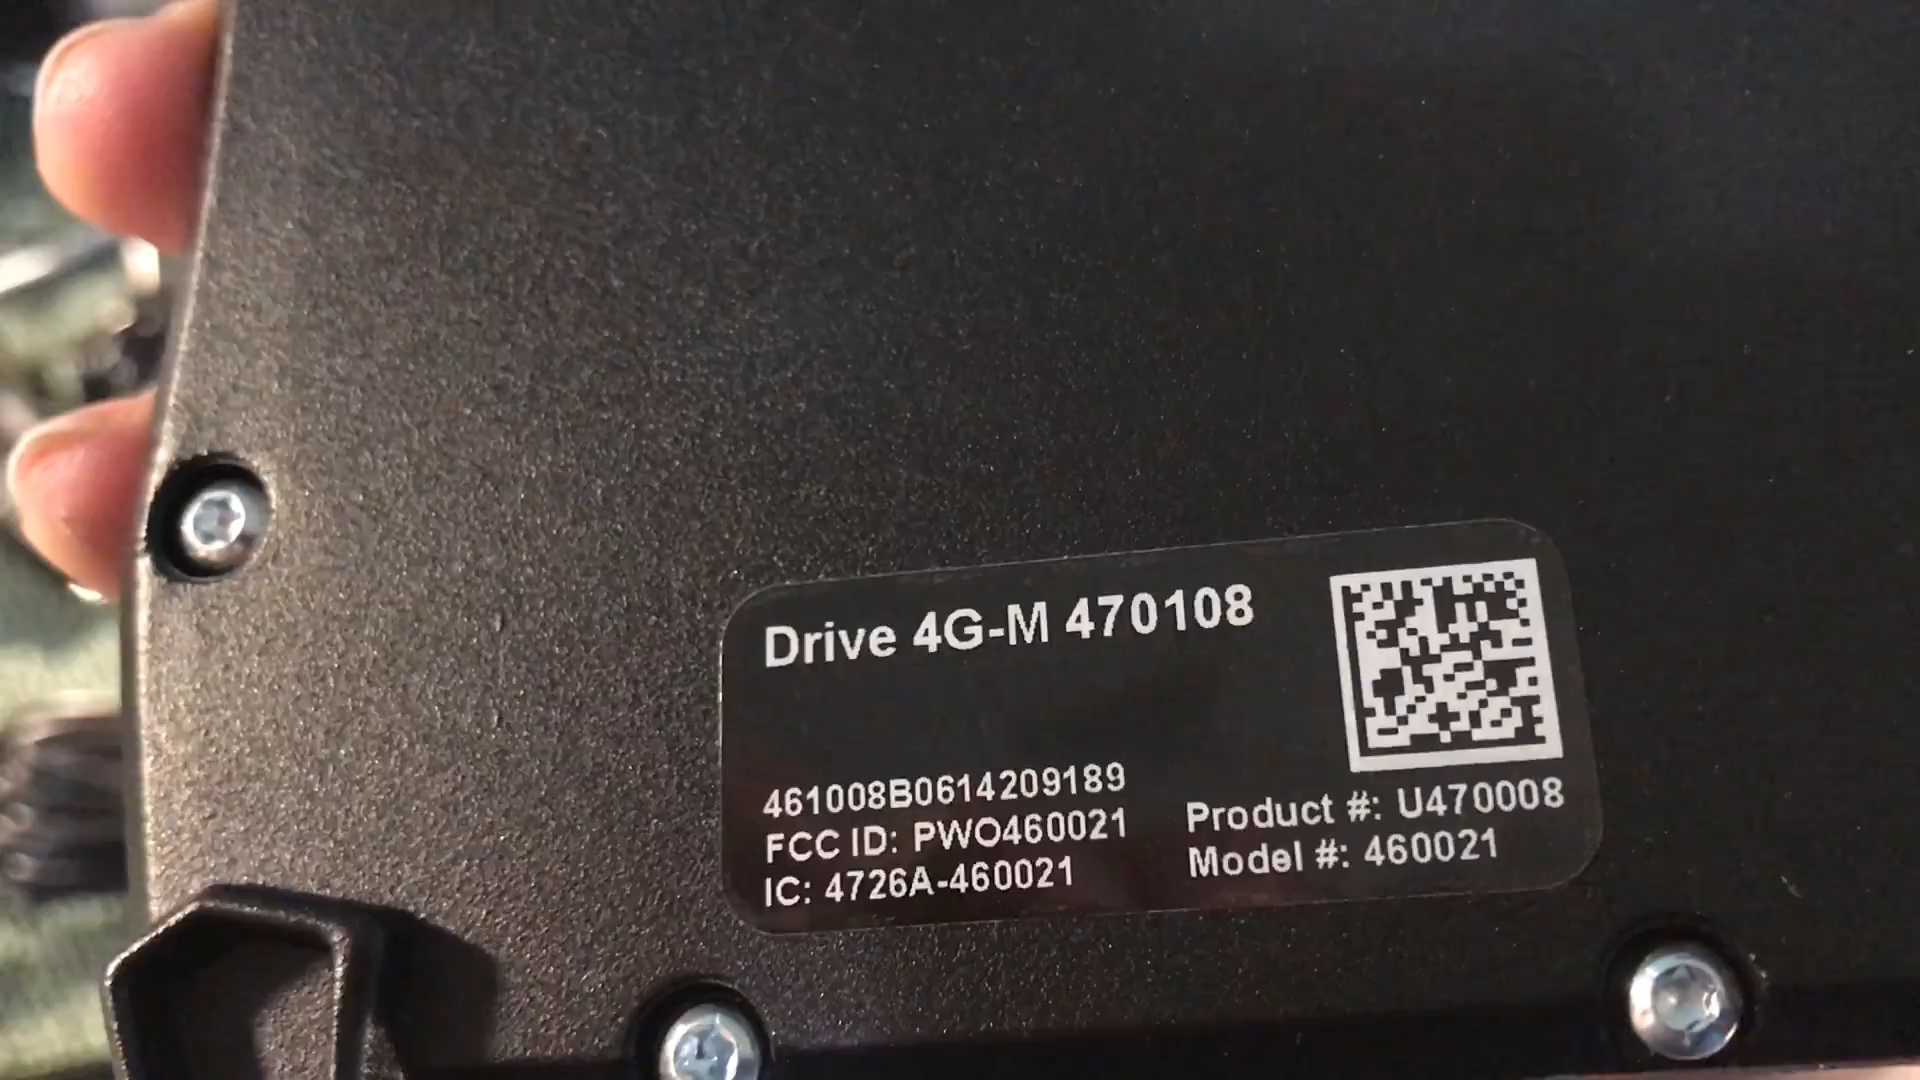 Drive 4G-M 470108
461008B0614209189
FCC ID: PWO460021
IC: 4726A-460021
Product #: U470008
Model #: 460021